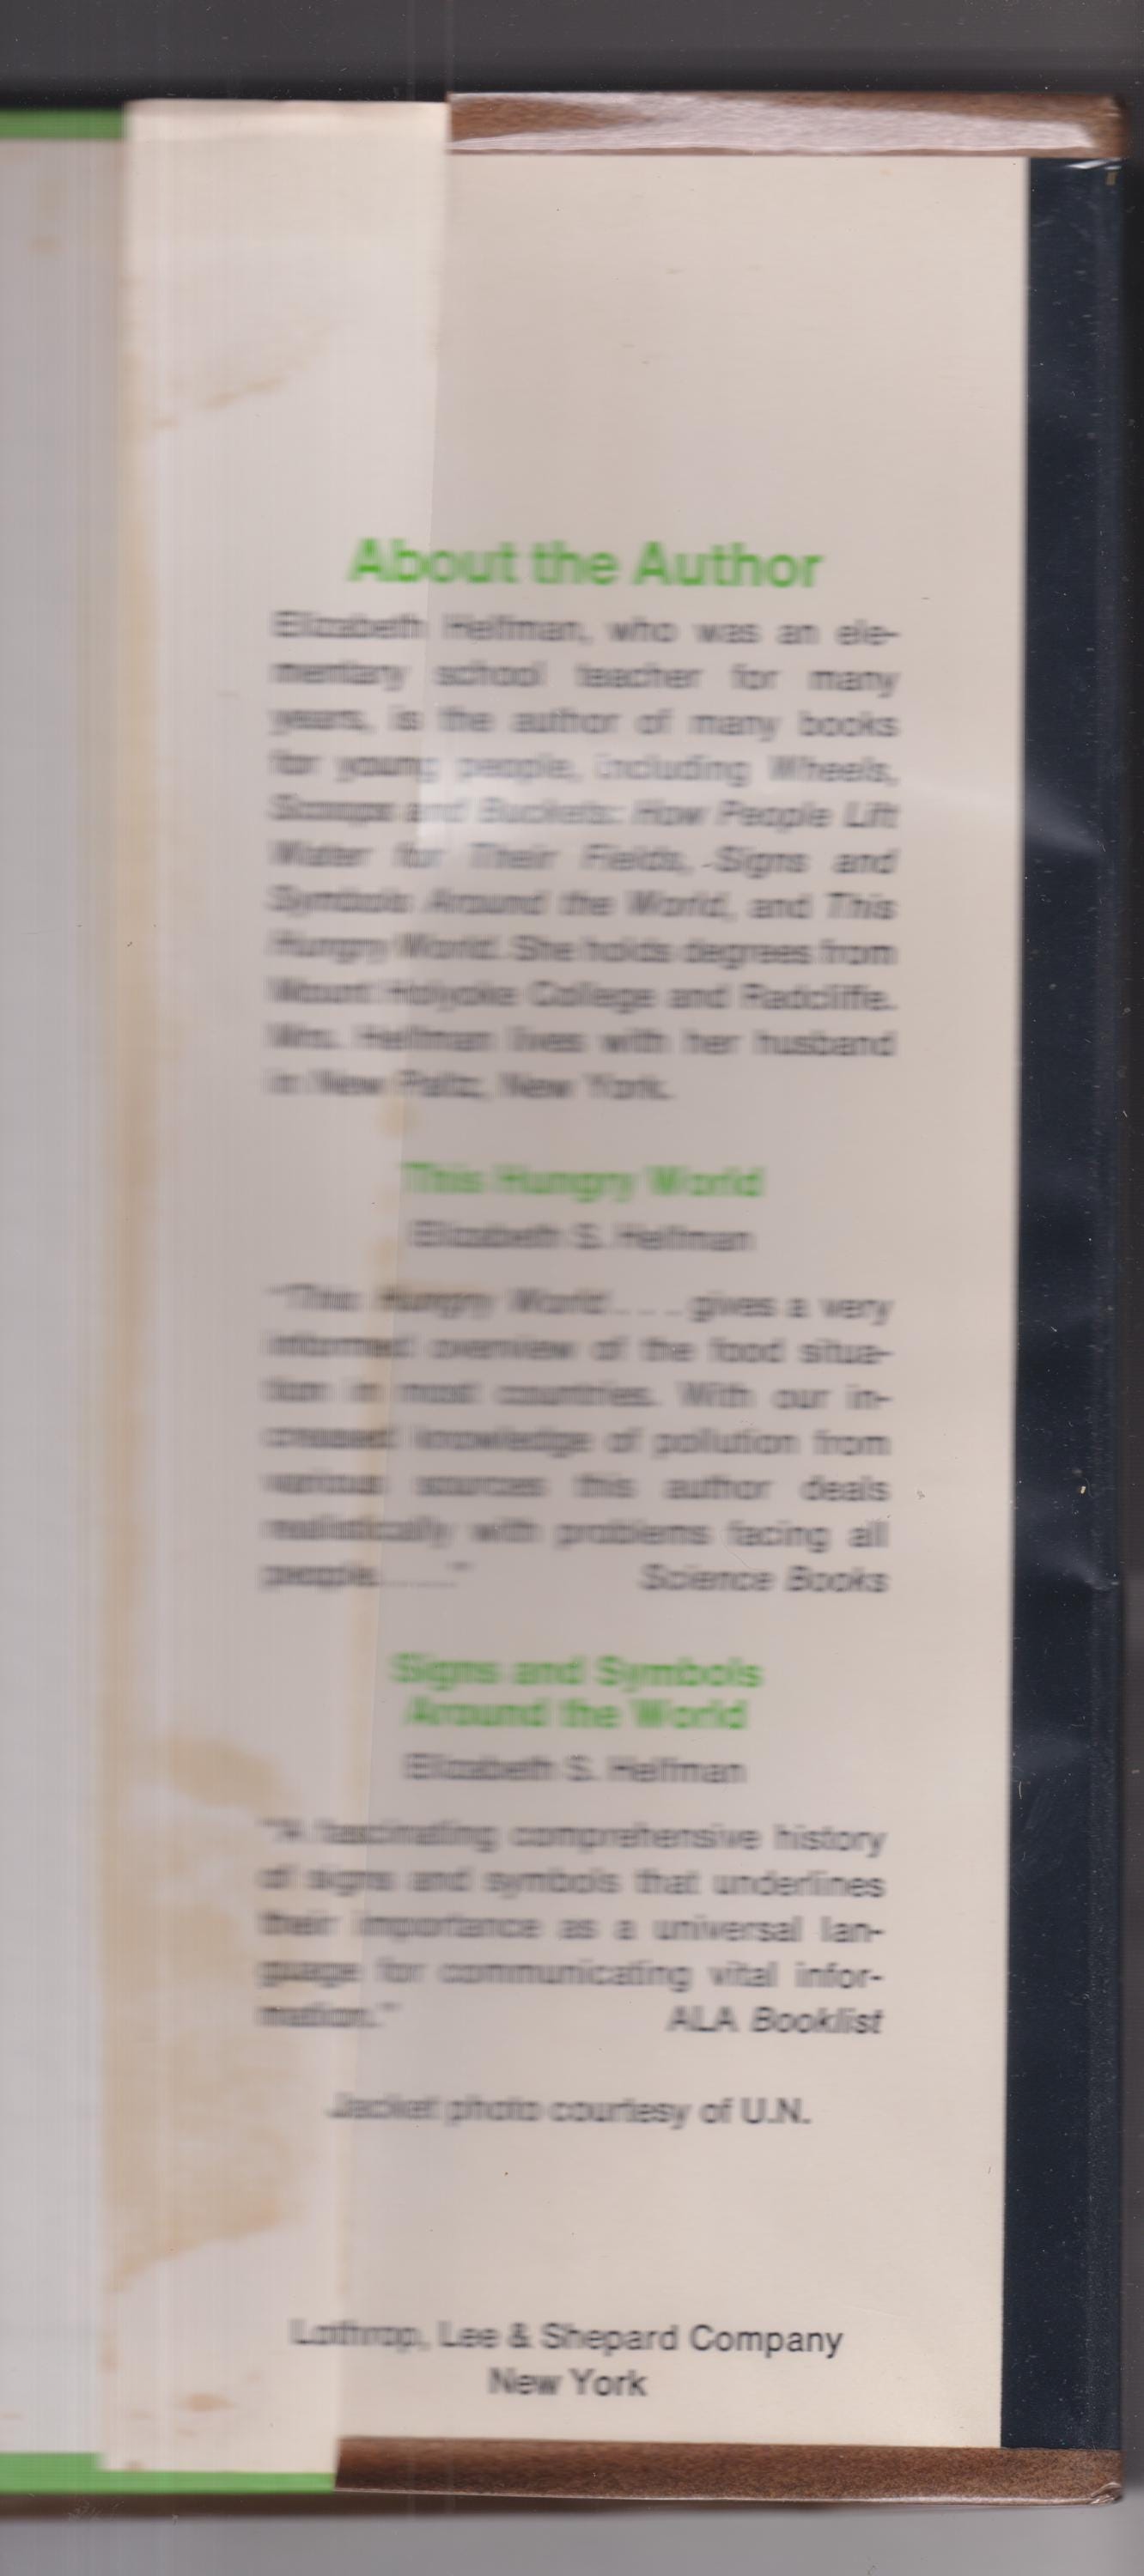 About the Author
Elizabeth Helfman, who was an ele-
mentary school teacher for many
years, is the author of many books
for young people, including Wheels,
Scoops and Buckets: How People Lift
Water for Their Fields, Signs and
Symbols Around the World, and This
Hungry World. She holds degrees from
Mount Holyoke College and Radcliffe.
Mrs. Helfman lives with her husband
in New Paltz, New York.
This Hungry World
Elizabeth S. Helfman
"This Hungry World . . . gives a very
informed overview of the food situa-
tion in most countries. With our in-
creased knowledge of pollution from
various sources this author deals
realistically with problems facing all
people......" Science Books
Signs and Symbols
Around the World
Elizabeth S. Helfman
"A fascinating comprehensive history
of signs and symbols that underlines
their importance as a universal lan-
guage for communicating vital infor-
mation." ALA Booklist
Jacket photo courtesy of U.N.
Lothrop, Lee & Shepard Company
New York